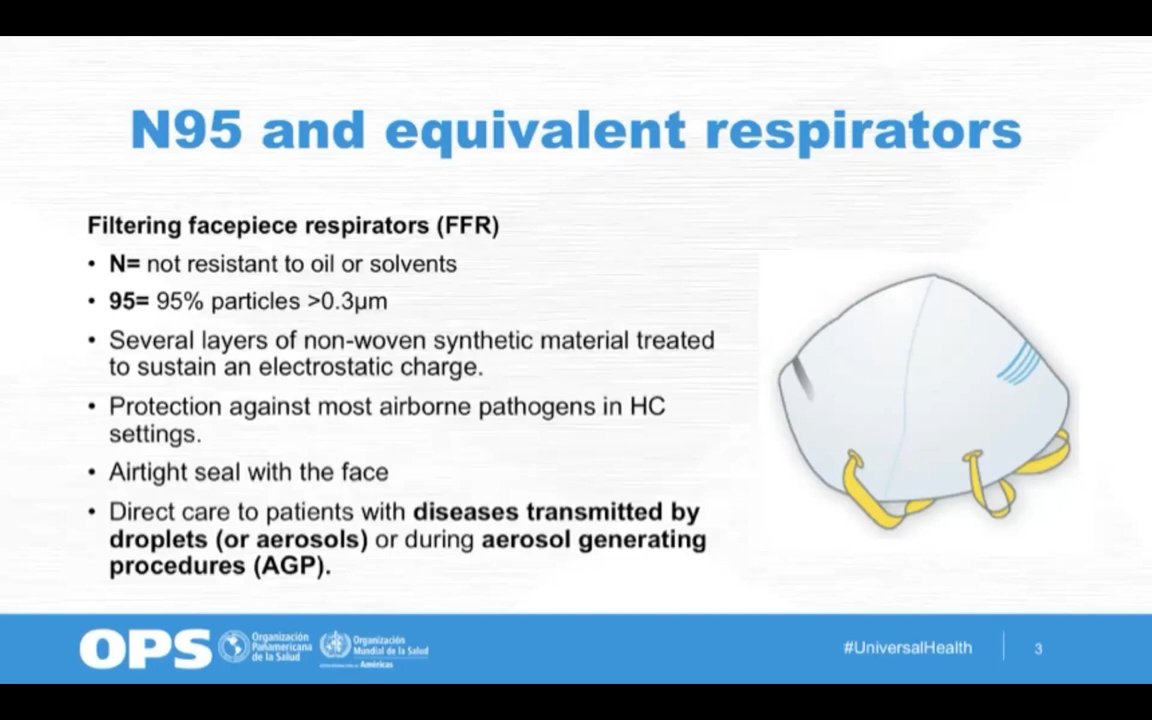 N95 and equivalent respirators
Filtering facepiece respirators (FFR)
• N= not resistant to oil or solvents
• 95= 95% particles >0.3µm
• Several layers of non-woven synthetic material treated
to sustain an electrostatic charge.
• Protection against most airborne pathogens in HC
settings.
• Airtight seal with the face
• Direct care to patients with diseases transmitted by
droplets (or aerosols) or during aerosol generating
procedures (AGP).
OPS
Organización
Panamericana
de la Salud
Organización
Mundial de la Salud
Américas
#UniversalHealth
3